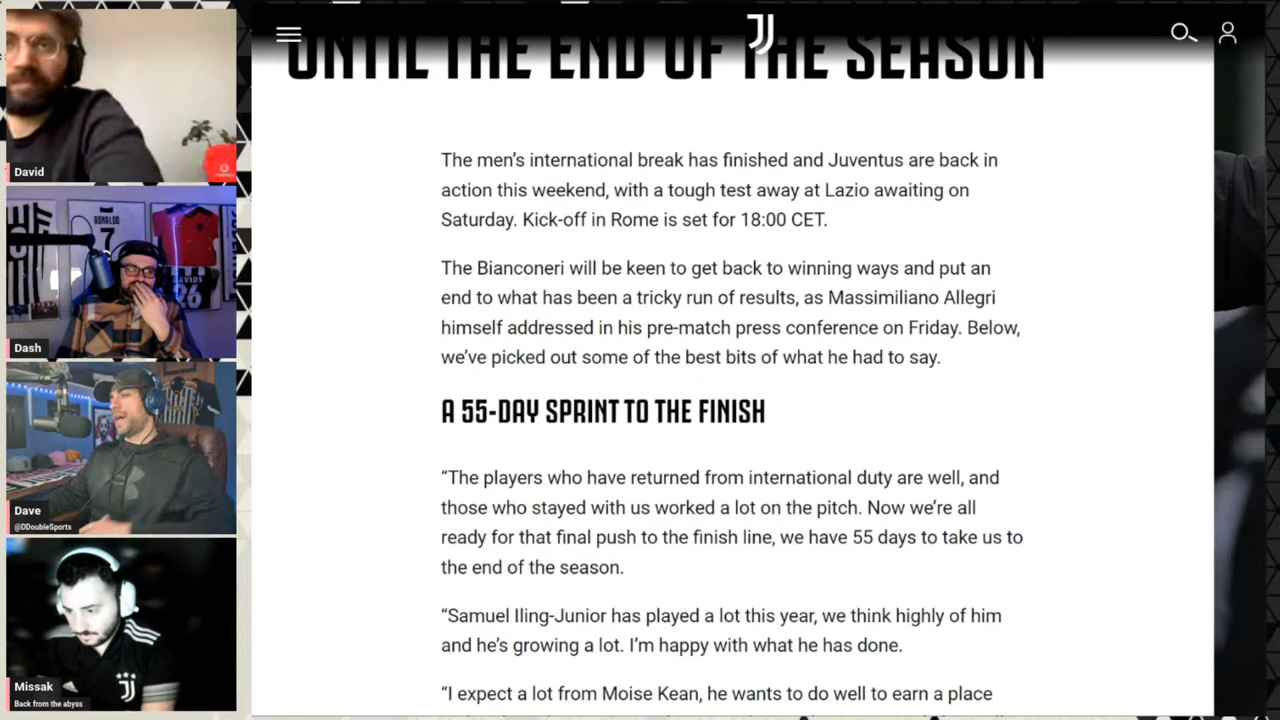 UNTIL THE END OF THE SEASON
The men's international break has finished and Juventus are back in
action this weekend, with a tough test away at Lazio awaiting on
Saturday. Kick-off in Rome is set for 18:00 CET.
The Bianconeri will be keen to get back to winning ways and put an
end to what has been a tricky run of results, as Massimiliano Allegri
himself addressed in his pre-match press conference on Friday. Below,
we've picked out some of the best bits of what he had to say.
A 55-DAY SPRINT TO THE FINISH
“The players who have returned from international duty are well, and
those who stayed with us worked a lot on the pitch. Now we're all
ready for that final push to the finish line, we have 55 days to take us to
the end of the season.
“Samuel Iling-Junior has played a lot this year, we think highly of him
and he's growing a lot. I'm happy with what he has done.
“I expect a lot from Moise Kean, he wants to do well to earn a place
David
RONALDO
7
DAVIDS
26
Dash
Dave
@DDoubleSports
Missak
Back from the abyss